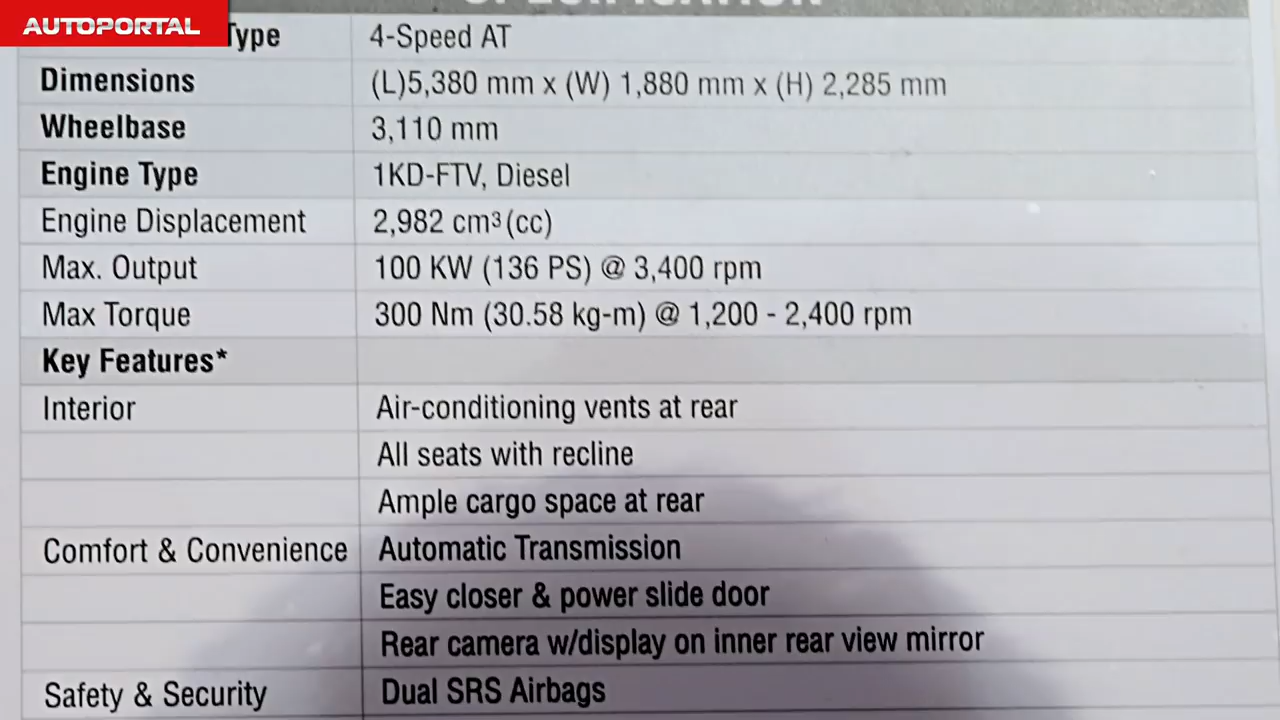 AUTOPORTAL
SPECIFICATION
Type 4-Speed AT
Dimensions (L)5,380 mm x (W) 1,880 mm x (H) 2,285 mm
Wheelbase 3,110 mm
Engine Type 1KD-FTV, Diesel
Engine Displacement 2,982 cm³(cc)
Max. Output 100 KW (136 PS) @ 3,400 rpm
Max Torque 300 Nm (30.58 kg-m) @ 1,200 - 2,400 rpm
Key Features*
Interior Air-conditioning vents at rear
All seats with recline
Ample cargo space at rear
Comfort & Convenience Automatic Transmission
Easy closer & power slide door
Rear camera w/display on inner rear view mirror
Safety & Security Dual SRS Airbags